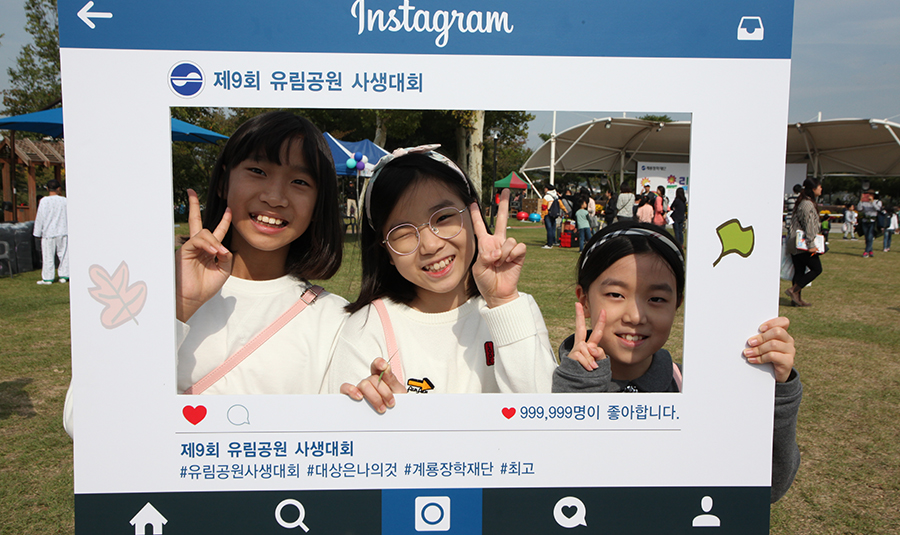 Instagram
제9회 유림공원 사생대회
999,999명이 좋아합니다.
제9회 유림공원 사생대회
#유림공원사생대회 #대상은나의것 #계룡장학재단 #최고